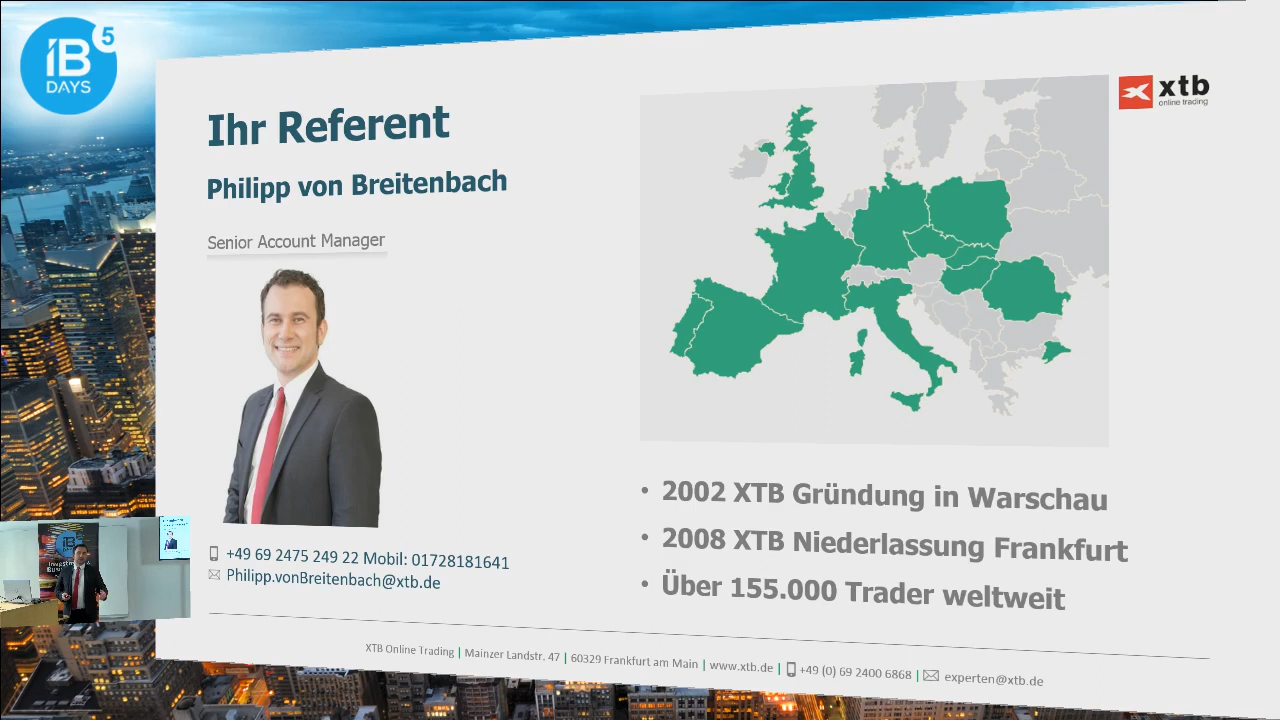 iB 5
DAYS
Ihr Referent
Philipp von Breitenbach
Senior Account Manager
+49 69 2475 249 22 Mobil: 01728181641
Philipp.vonBreitenbach@xtb.de
xtb
online trading
• 2002 XTB Gründung in Warschau
• 2008 XTB Niederlassung Frankfurt
• Über 155.000 Trader weltweit
XTB Online Trading | Mainzer Landstr. 47 | 60329 Frankfurt am Main | www.xtb.de | +49 (0) 69 2400 6868 | experten@xtb.de